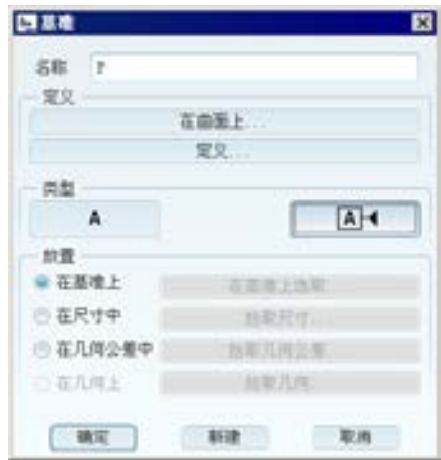 基准
名称
定义
在曲面上...
定义...
类型
A
A
放置
在基准上 在基准上选取
在尺寸中 拾取尺寸...
在几何公差中 拾取几何公差
在几何上 拾取几何
确定 新建 取消